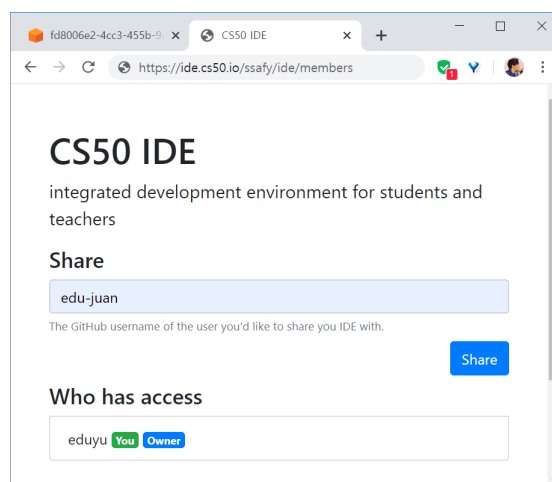 fd8006e2-4cc3-455b-9
CS50 IDE
https://ide.cs50.io/ssafy/ide/members
1
CS50 IDE
integrated development environment for students and
teachers
Share
edu-juan
The GitHub username of the user you'd like to share you IDE with.
Share
Who has access
eduyu You Owner